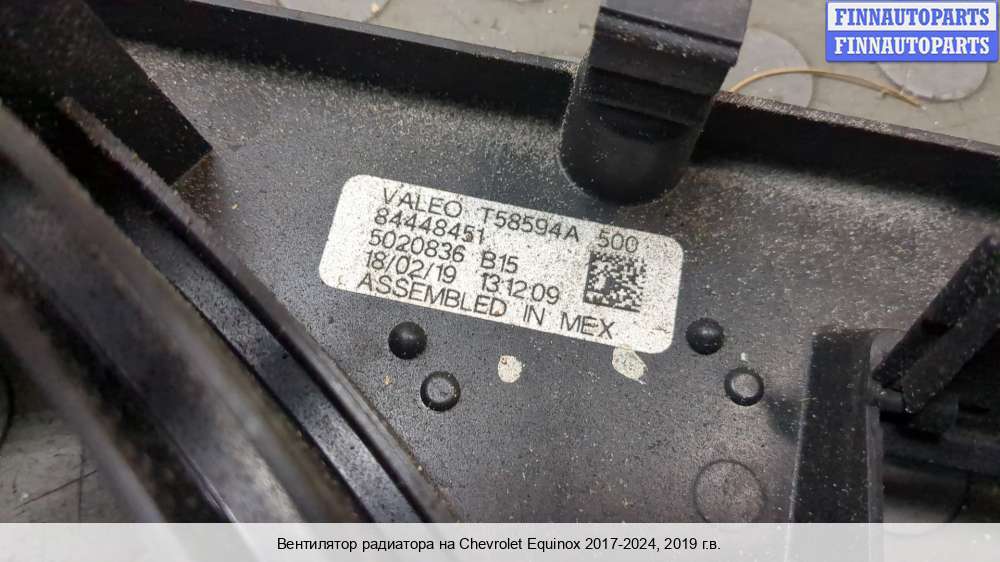 FINNAUTOPARTS
FINNAUTOPARTS
VALEO T58594A 500
84448451
5020836 B15
18/02/19 13:12:09
ASSEMBLED IN MEX
Вентилятор радиатора на Chevrolet Equinox 2017-2024, 2019 г.в.